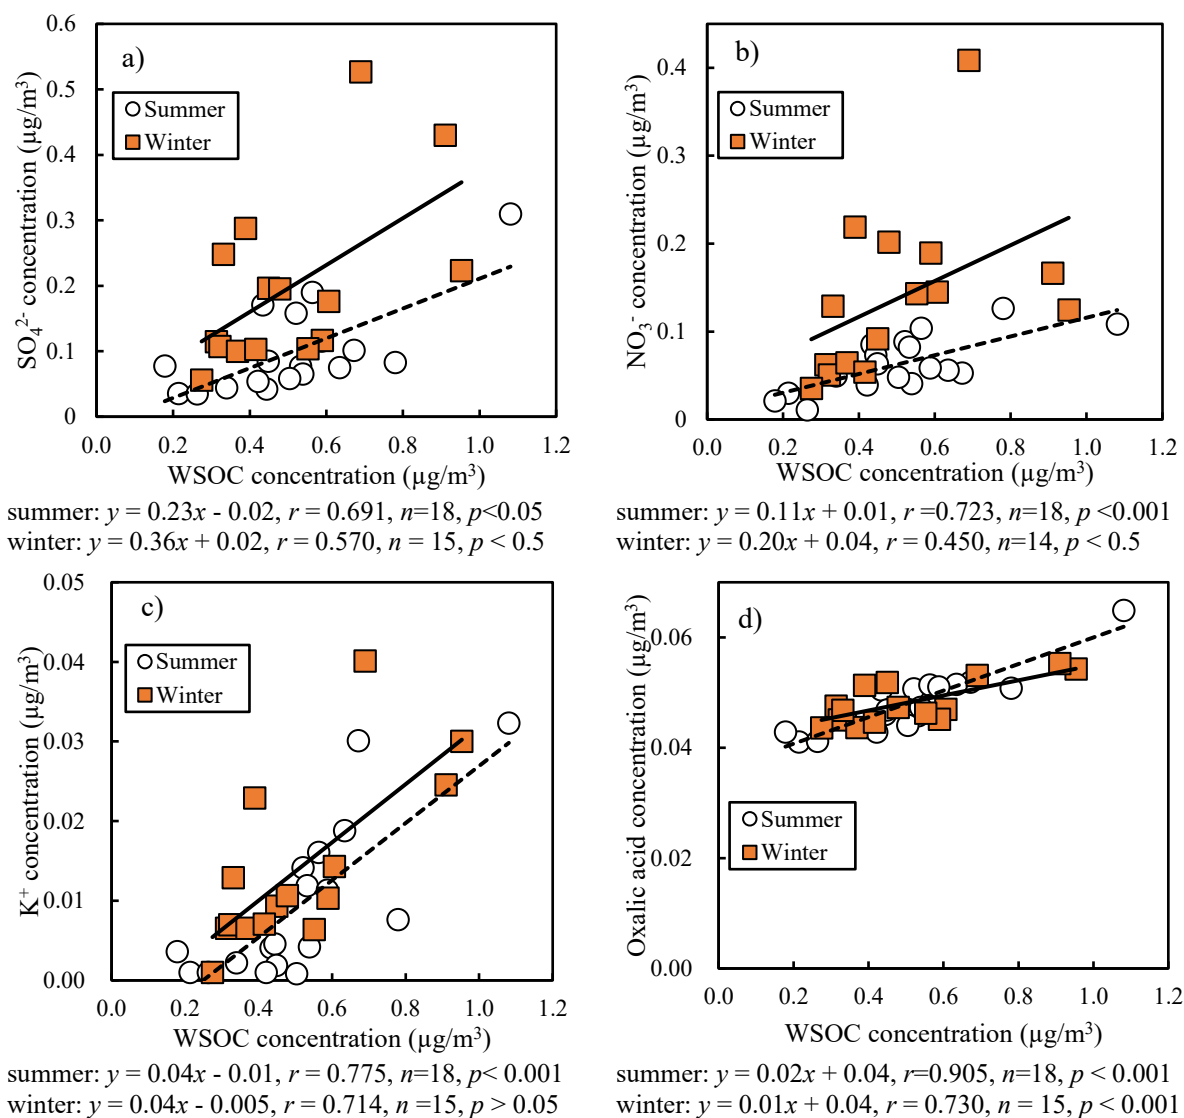 a)
SO₄²⁻ concentration (µg/m³)
0.6
0.5
0.4
0.3
0.2
0.1
0
Summer
Winter
0.0 0.2 0.4 0.6 0.8 1.0 1.2
WSOC concentration (µg/m³)
summer: y = 0.23x - 0.02, r = 0.691, n=18, p<0.05
winter: y = 0.36x + 0.02, r = 0.570, n = 15, p < 0.5
b)
NO₃⁻ concentration (µg/m³)
0.4
0.3
0.2
0.1
0
Summer
Winter
0.0 0.2 0.4 0.6 0.8 1.0 1.2
WSOC concentration (µg/m³)
summer: y = 0.11x + 0.01, r =0.723, n=18, p <0.001
winter: y = 0.20x + 0.04, r = 0.450, n=14, p < 0.5
c)
K⁺ concentration (µg/m³)
0.05
0.04
0.03
0.02
0.01
0.00
Summer
Winter
0.0 0.2 0.4 0.6 0.8 1.0 1.2
WSOC concentration (µg/m³)
summer: y = 0.04x - 0.01, r = 0.775, n=18, p< 0.001
winter: y = 0.04x - 0.005, r = 0.714, n =15, p > 0.05
d)
Oxalic acid concentration (µg/m³)
0.06
0.04
0.02
0.00
Summer
Winter
0.0 0.2 0.4 0.6 0.8 1.0 1.2
WSOC concentration (µg/m³)
summer: y = 0.02x + 0.04, r=0.905, n=18, p < 0.001
winter: y = 0.01x + 0.04, r = 0.730, n = 15, p < 0.001